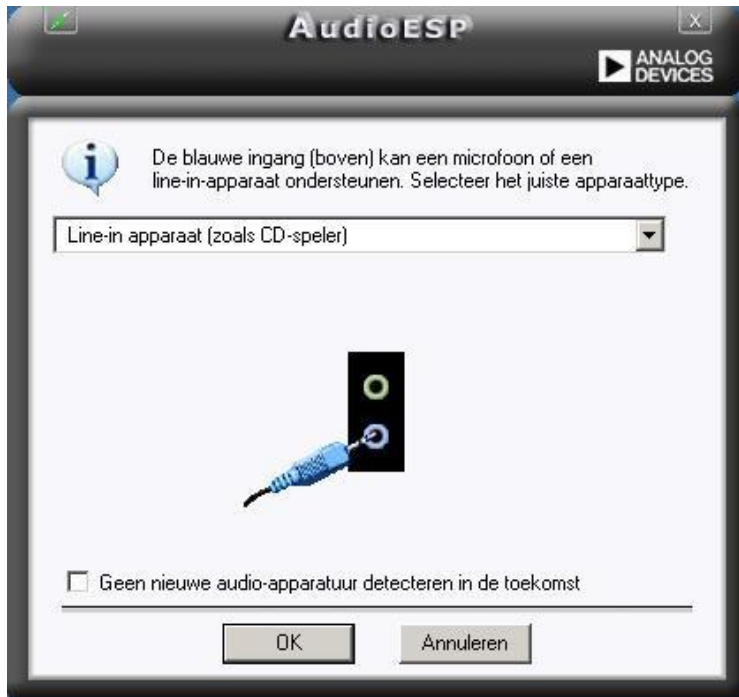 AudioESP
X
ANALOG
DEVICES
De blauwe ingang (boven) kan een microfoon of een
line-in-apparaat ondersteunen. Selecteer het juiste apparaattype.
Line-in apparaat (zoals CD-speler)
Geen nieuwe audio-apparatuur detecteren in de toekomst
OK
Annuleren